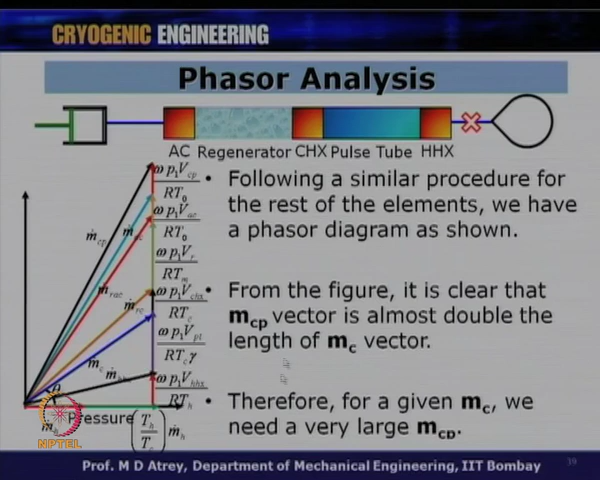 CRYOGENIC ENGINEERING
Phasor Analysis
AC Regenerator CHX Pulse Tube HHX
• Following a similar procedure for
the rest of the elements, we have
a phasor diagram as shown.
• From the figure, it is clear that
m_cp vector is almost double the
length of m_c vector.
• Therefore, for a given m_c, we
need a very large m_cp.
ω p₁V_cp
RT₀
ω p₁V_ac
RT₀
ω p₁V_r
RT_m
ω p₁V_chx
RT_c
ω p₁V_pt
RT_c γ
ω p₁V_hhx
RT_h
ṁ_cp
ṁ_rac
ṁ_rc
ṁ_c
Pressure
(T_h/T_c) ṁ_h
NPTEL
Prof. M D Atrey, Department of Mechanical Engineering, IIT Bombay
39